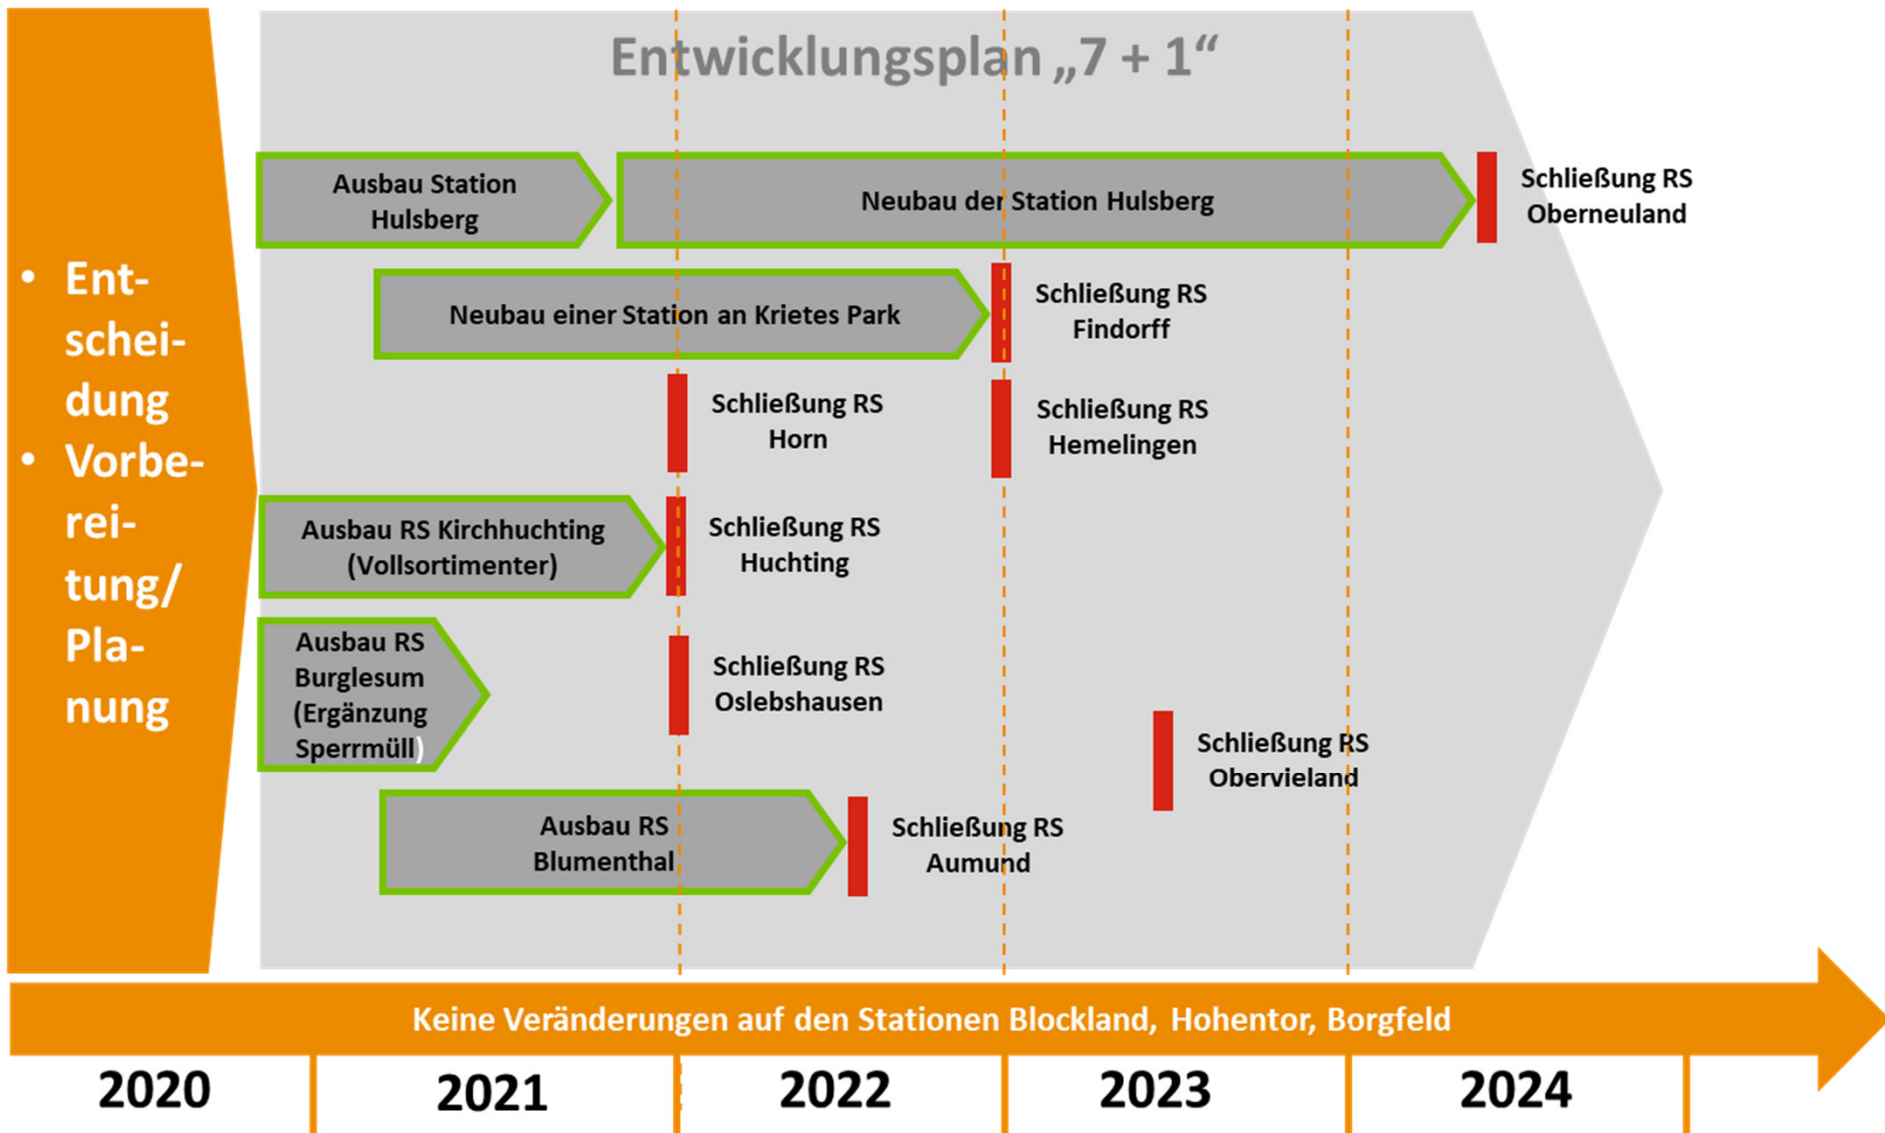 Entwicklungsplan „7 + 1“
• Ent-
schei-
dung
• Vorbe-
rei-
tung/
Pla-
nung
Ausbau Station
Hulsberg
Neubau der Station Hulsberg
Schließung RS
Oberneuland
Neubau einer Station an Krietes Park
Schließung RS
Findorff
Schließung RS
Horn
Schließung RS
Hemelingen
Ausbau RS Kirchhuchting
(Vollsortimenter)
Schließung RS
Huchting
Ausbau RS
Burglesum
(Ergänzung
Sperrmüll)
Schließung RS
Oslebshausen
Schließung RS
Obervieland
Ausbau RS
Blumenthal
Schließung RS
Aumund
Keine Veränderungen auf den Stationen Blockland, Hohentor, Borgfeld
2020
2021
2022
2023
2024